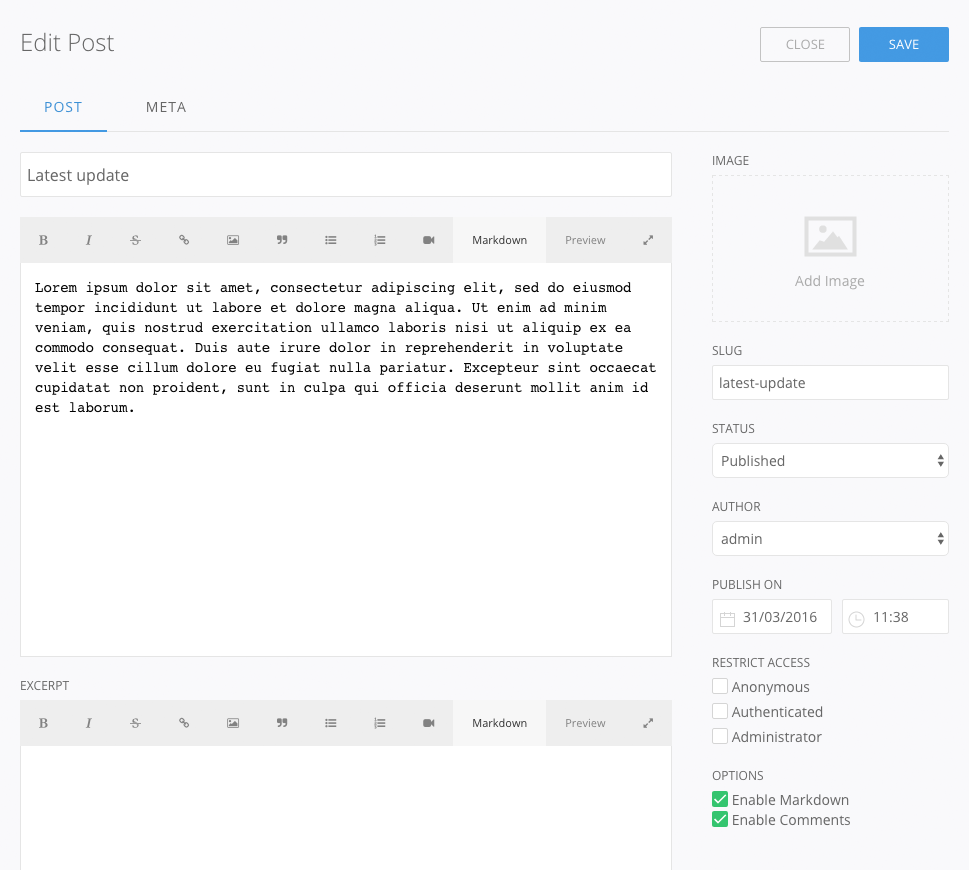 Edit Post
CLOSE
SAVE
POST
META
Latest update
B I S Markdown Preview
Lorem ipsum dolor sit amet, consectetur adipiscing elit, sed do eiusmod
tempor incididunt ut labore et dolore magna aliqua. Ut enim ad minim
veniam, quis nostrud exercitation ullamco laboris nisi ut aliquip ex ea
commodo consequat. Duis aute irure dolor in reprehenderit in voluptate
velit esse cillum dolore eu fugiat nulla pariatur. Excepteur sint occaecat
cupidatat non proident, sunt in culpa qui officia deserunt mollit anim id
est laborum.
EXCERPT
B I S Markdown Preview
IMAGE
Add Image
SLUG
latest-update
STATUS
Published
AUTHOR
admin
PUBLISH ON
31/03/2016
11:38
RESTRICT ACCESS
Anonymous
Authenticated
Administrator
OPTIONS
Enable Markdown
Enable Comments